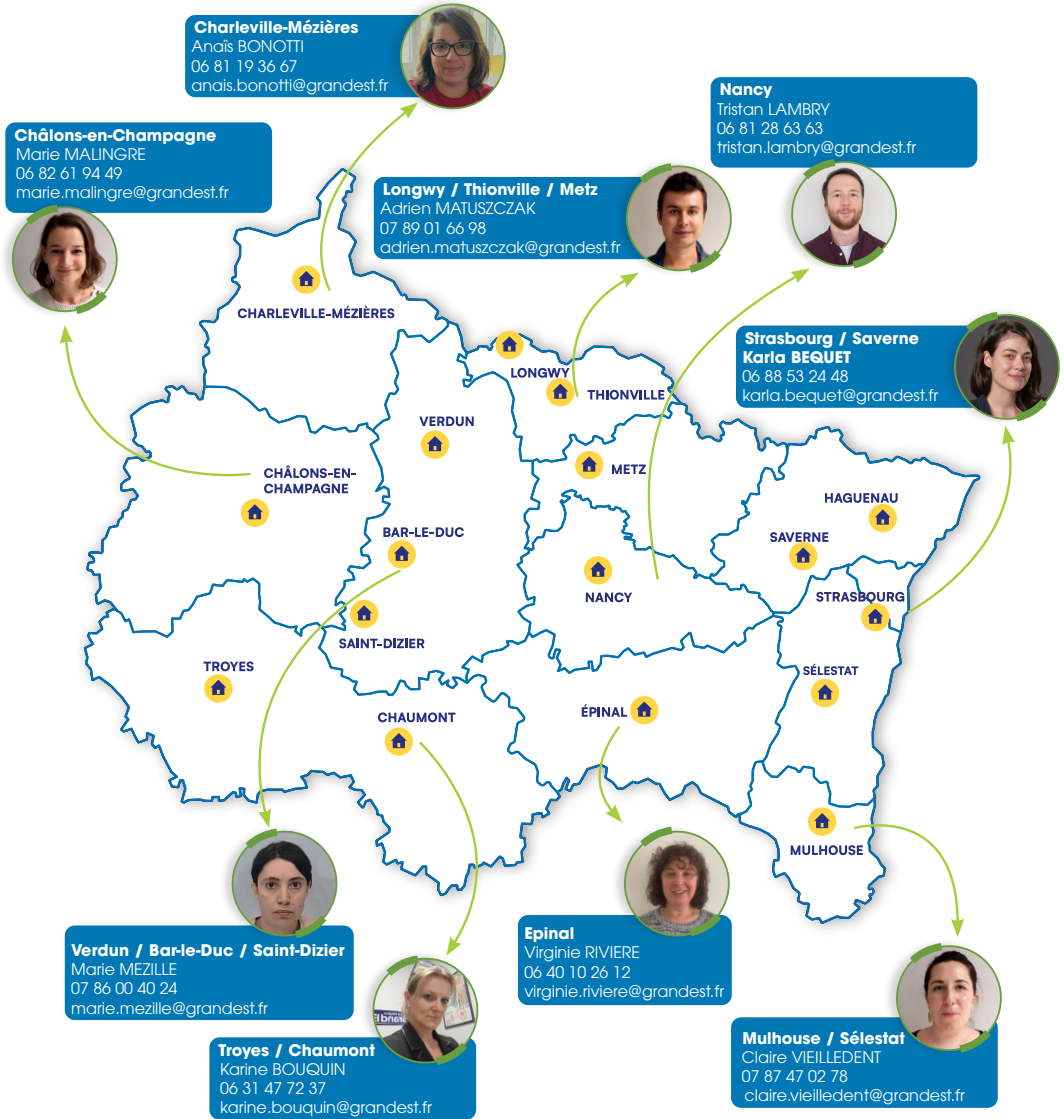 Charleville-Mézières
Anaïs BONOTTI
06 81 19 36 67
anais.bonotti@grandest.fr
Nancy
Tristan LAMBRY
06 81 28 63 63
tristan.lambry@grandest.fr
Châlons-en-Champagne
Marie MALINGRE
06 82 61 94 49
marie.malingre@grandest.fr
Longwy / Thionville / Metz
Adrien MATUSZCZAK
07 89 01 66 98
adrien.matuszczak@grandest.fr
Strasbourg / Saverne
Karla BEQUET
06 88 53 24 48
karla.bequet@grandest.fr
CHARLEVILLE-MÉZIÈRES
LONGWY
THIONVILLE
VERDUN
METZ
CHÂLONS-EN-
CHAMPAGNE
HAGUENAU
BAR-LE-DUC
SAVERNE
NANCY
STRASBOURG
SAINT-DIZIER
TROYES
SÉLESTAT
CHAUMONT
ÉPINAL
MULHOUSE
Verdun / Bar-le-Duc / Saint-Dizier
Marie MEZILLE
07 86 00 40 24
marie.mezille@grandest.fr
Epinal
Virginie RIVIERE
06 40 10 26 12
virginie.riviere@grandest.fr
Troyes / Chaumont
Karine BOUQUIN
06 31 47 72 37
karine.bouquin@grandest.fr
Mulhouse / Sélestat
Claire VIEILLEDENT
07 87 47 02 78
claire.vieilledent@grandest.fr